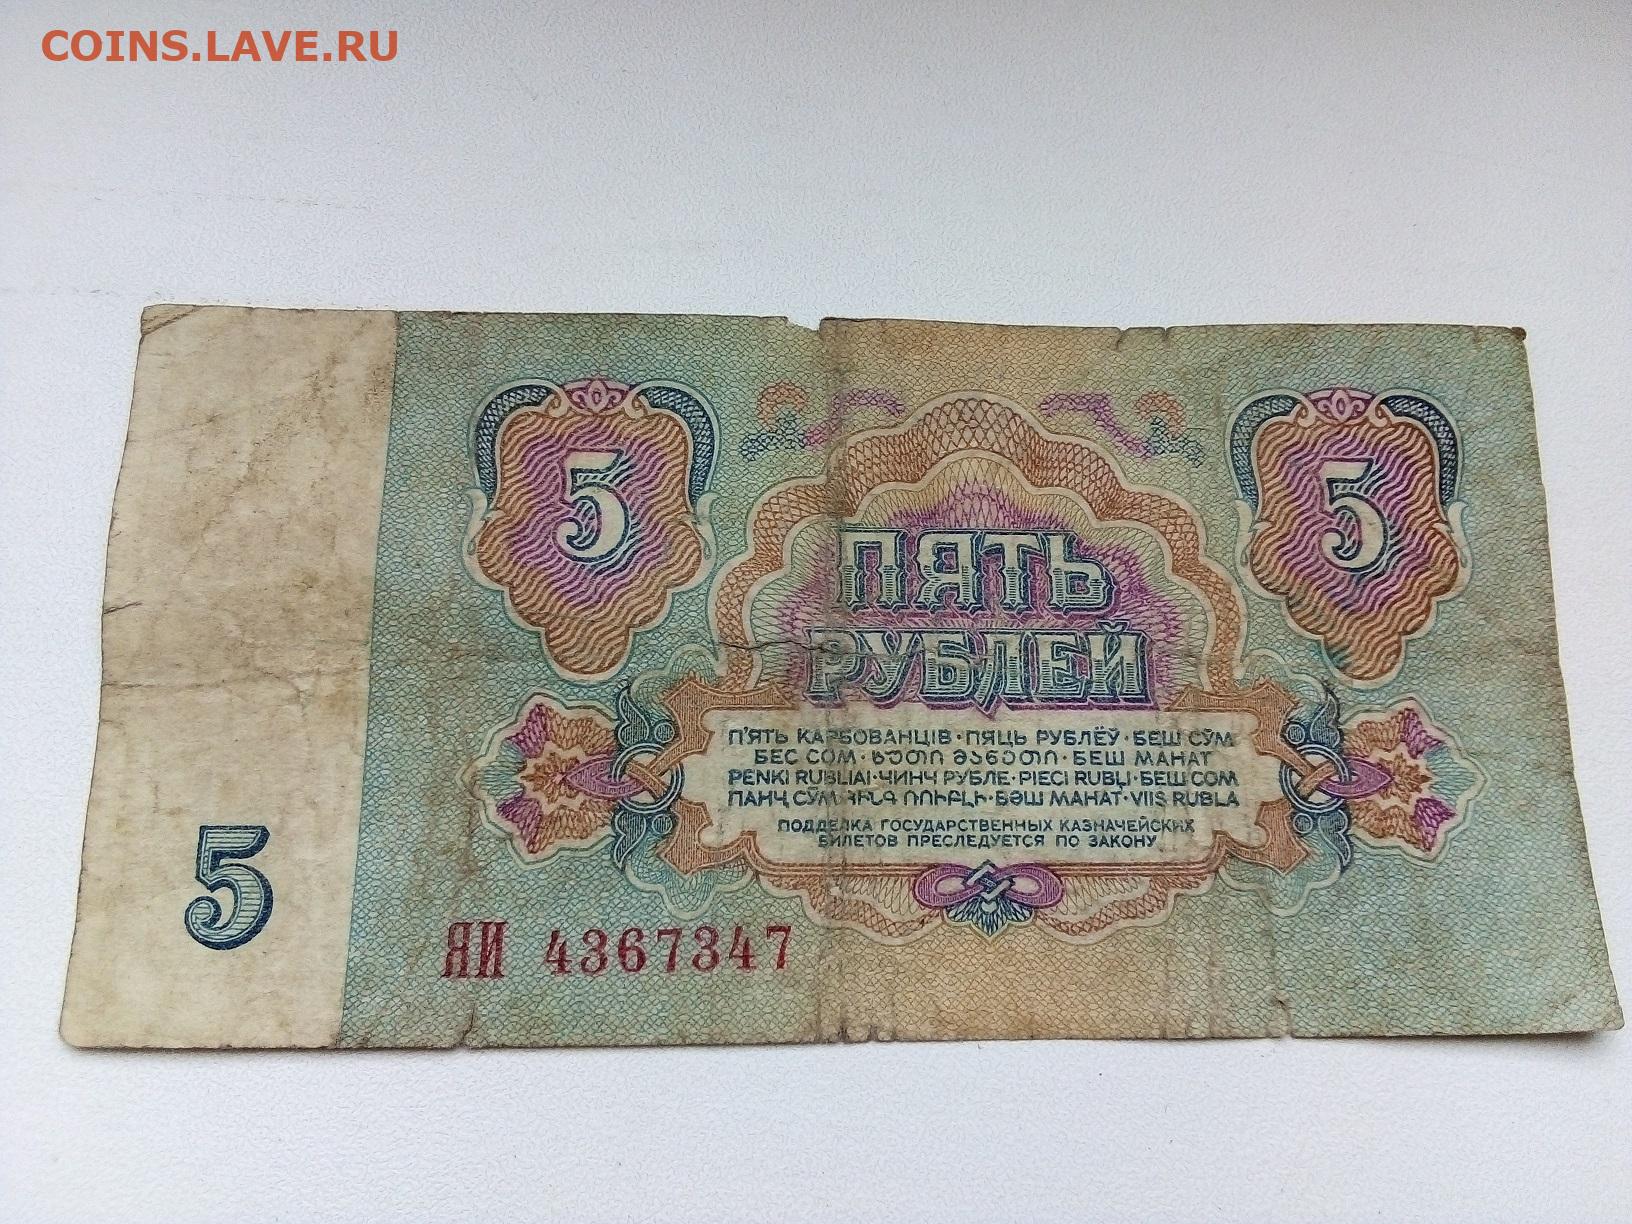 COINS.LAVE.RU
5 5
ПЯТЬ
РУБЛЕЙ
П'ЯТЬ КАРБОВАНЦІВ · ПЯЦЬ РУБЛЁЎ · БЕШ СЎМ
БЕС СОМ · ᲮᲣᲗᲘ ᲛᲐᲜᲔᲗᲘ · БЕШ МАНАТ
PENKI RUBLIAI · ЧИНЧ РУБЛЕ · PIECI RUBĻI · БЕШ СОМ
ПАНҶ СӮМ ՀԻՆԳ ՌՈՒԲԼԻ · БӘШ МАНАТ · VIIS RUBLA
ПОДДЕЛКА ГОСУДАРСТВЕННЫХ КАЗНАЧЕЙСКИХ
БИЛЕТОВ ПРЕСЛЕДУЕТСЯ ПО ЗАКОНУ
5
ЯИ 4367347